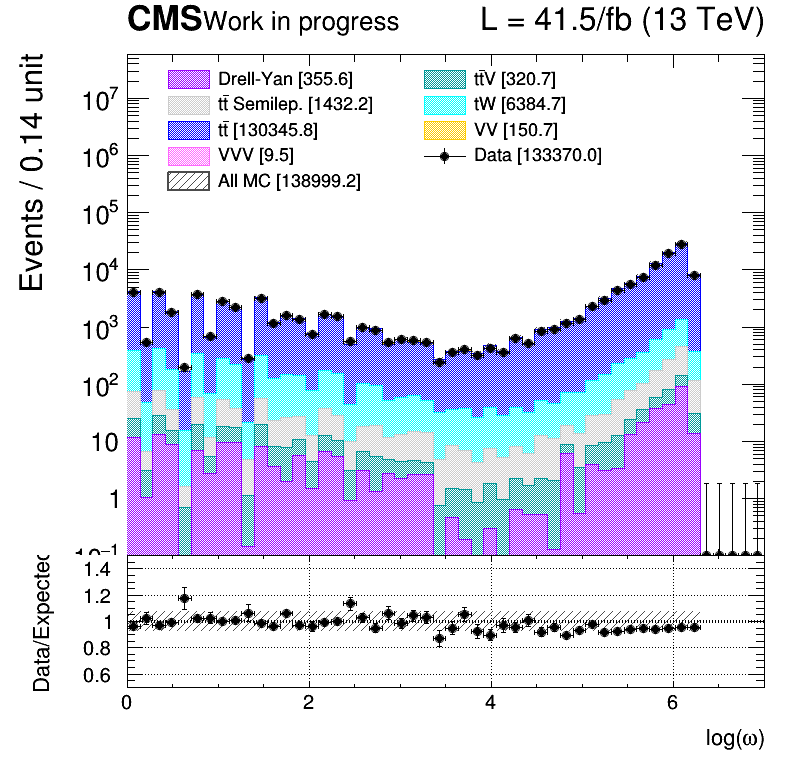 CMS Work in progress L = 41.5/fb (13 TeV)
Events / 0.14 unit
Drell-Yan [355.6] tt̄V [320.7]
tt̄ Semilep. [1432.2] tW [6384.7]
tt̄ [130345.8] VV [150.7]
VVV [9.5] Data [133370.0]
All MC [138999.2]
10⁷
10⁶
10⁵
10⁴
10³
10²
10
1
10⁻¹
Data/Expected
1.4
1.2
1
0.8
0.6
0 2 4 6
log(ω)